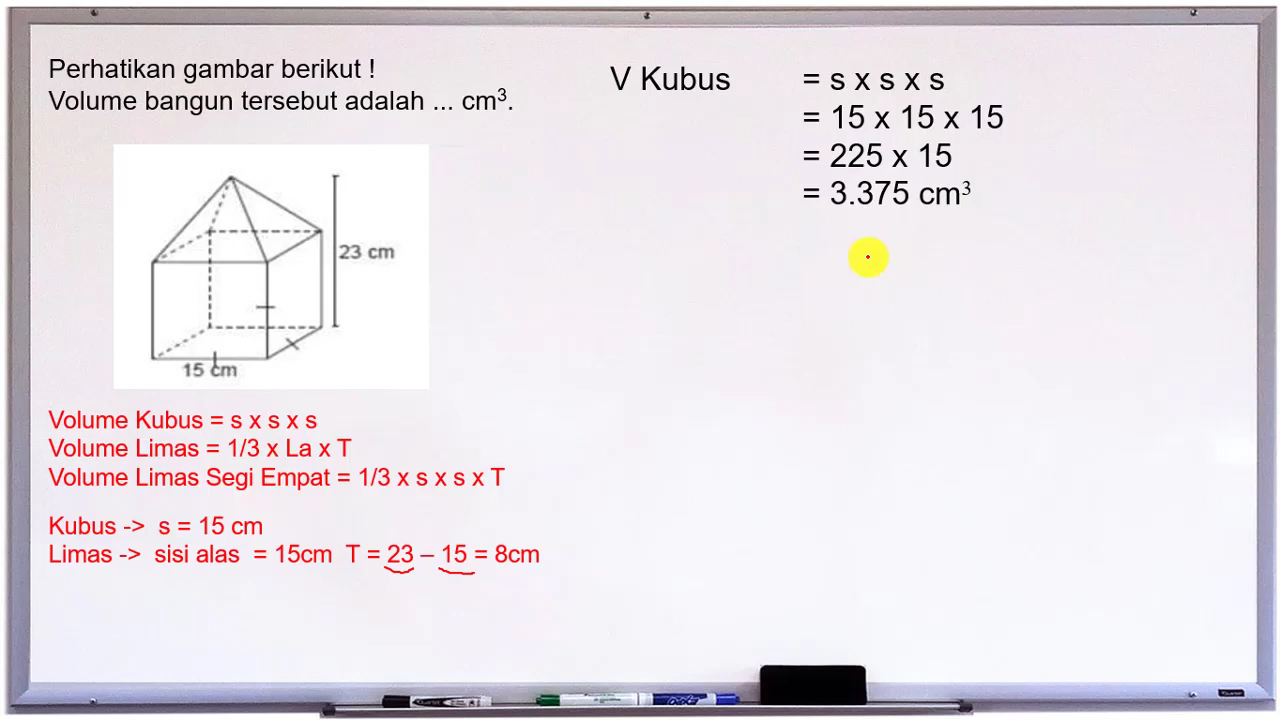 Perhatikan gambar berikut !
Volume bangun tersebut adalah ... cm³.
23 cm
15 cm
Volume Kubus = s x s x s
Volume Limas = 1/3 x La x T
Volume Limas Segi Empat = 1/3 x s x s x T
Kubus -> s = 15 cm
Limas -> sisi alas = 15cm T = 23 – 15 = 8cm
V Kubus = s x s x s
= 15 x 15 x 15
= 225 x 15
= 3.375 cm³